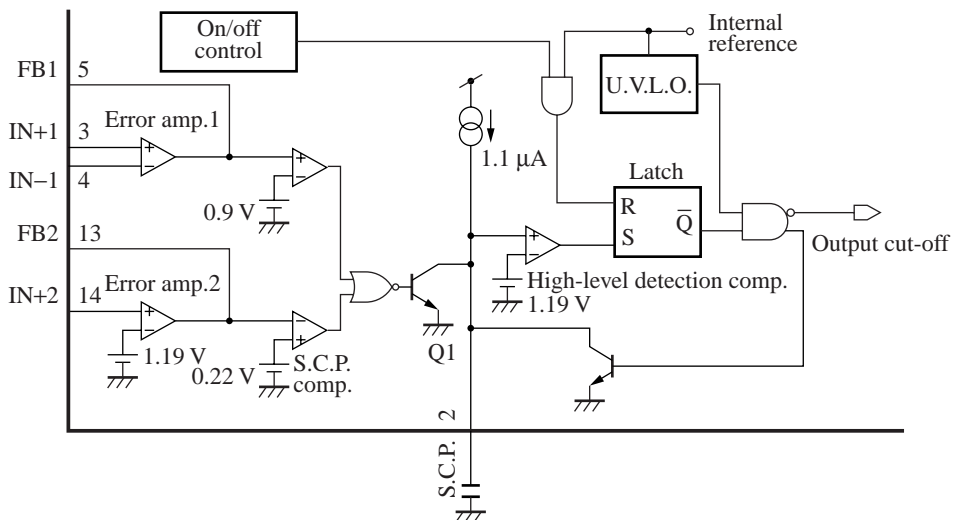 On/off
control
Internal
reference
FB1
5
U.V.L.O.
IN+1
3
Error amp.1
1.1 µA
IN−1
4
Latch
0.9 V
R
Q
S
FB2
13
Output cut-off
IN+2
14
Error amp.2
High-level detection comp.
1.19 V
1.19 V
0.22 V
S.C.P.
comp.
Q1
2
S.C.P.
+
−
+
−
+
−
+
−
−
+